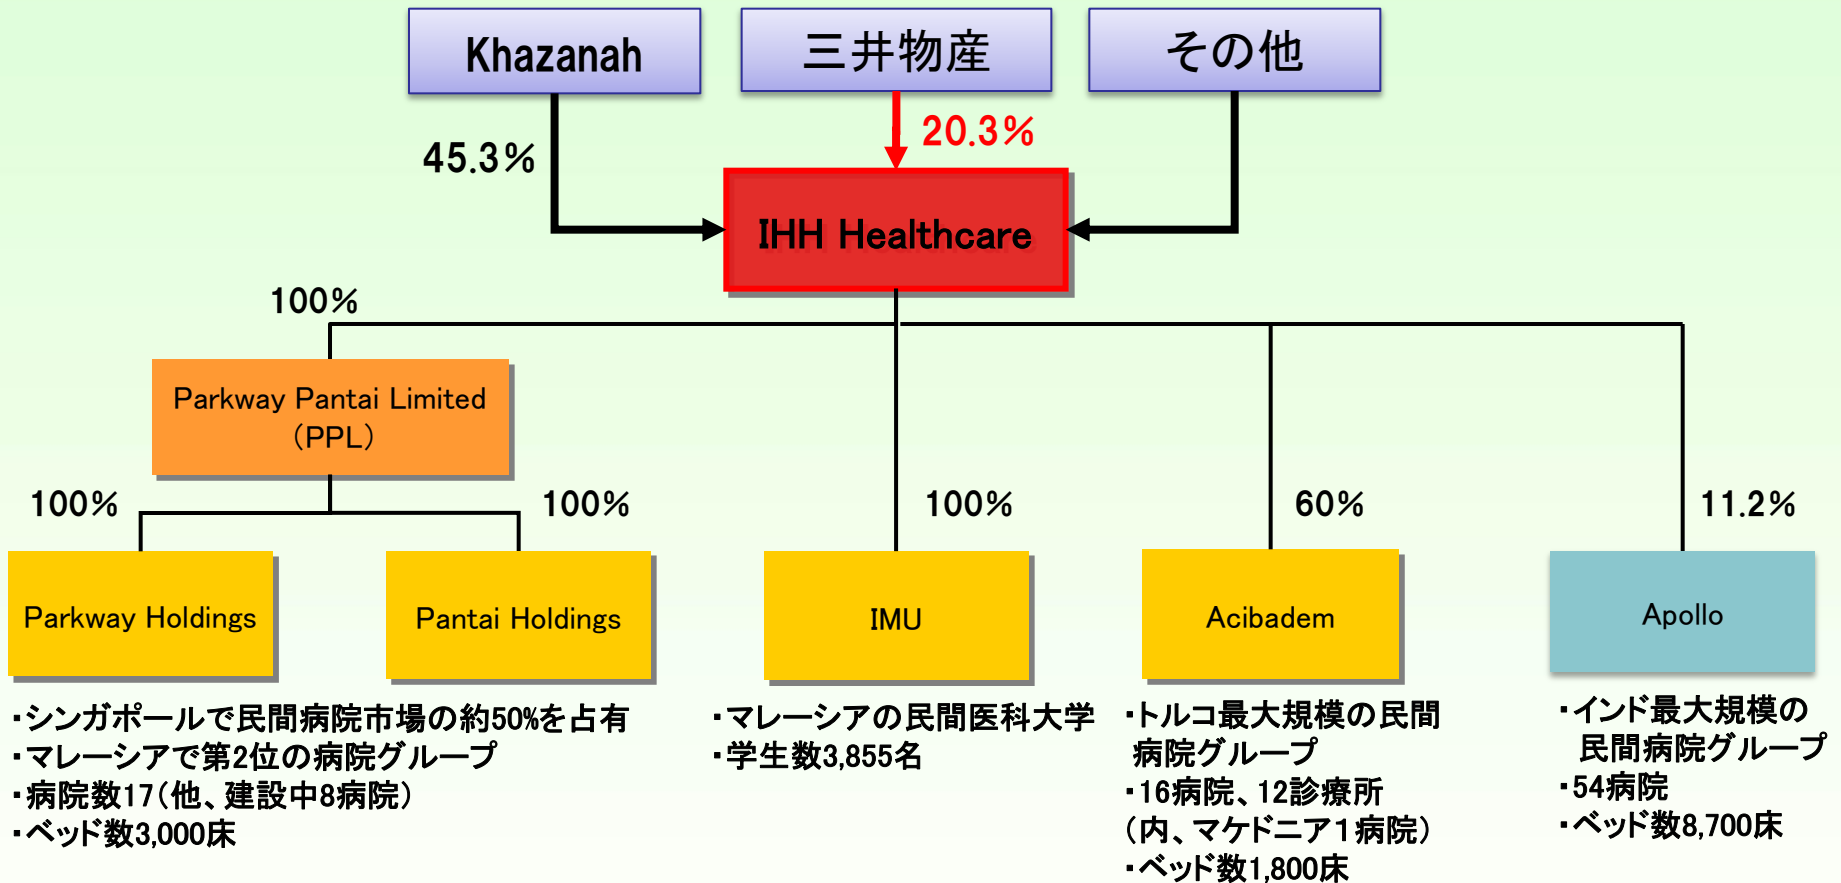 Khazanah
三井物産
その他
45.3%
20.3%
IHH Healthcare
100%
Parkway Pantai Limited
(PPL)
100%
100%
100%
60%
11.2%
Parkway Holdings
Pantai Holdings
IMU
Acibadem
Apollo
・シンガポールで民間病院市場の約50%を占有
・マレーシアで第2位の病院グループ
・病院数17(他、建設中8病院)
・ベッド数3,000床
・マレーシアの民間医科大学
・学生数3,855名
・トルコ最大規模の民間
病院グループ
・16病院、12診療所
(内、マケドニア1病院)
・ベッド数1,800床
・インド最大規模の
民間病院グループ
・54病院
・ベッド数8,700床